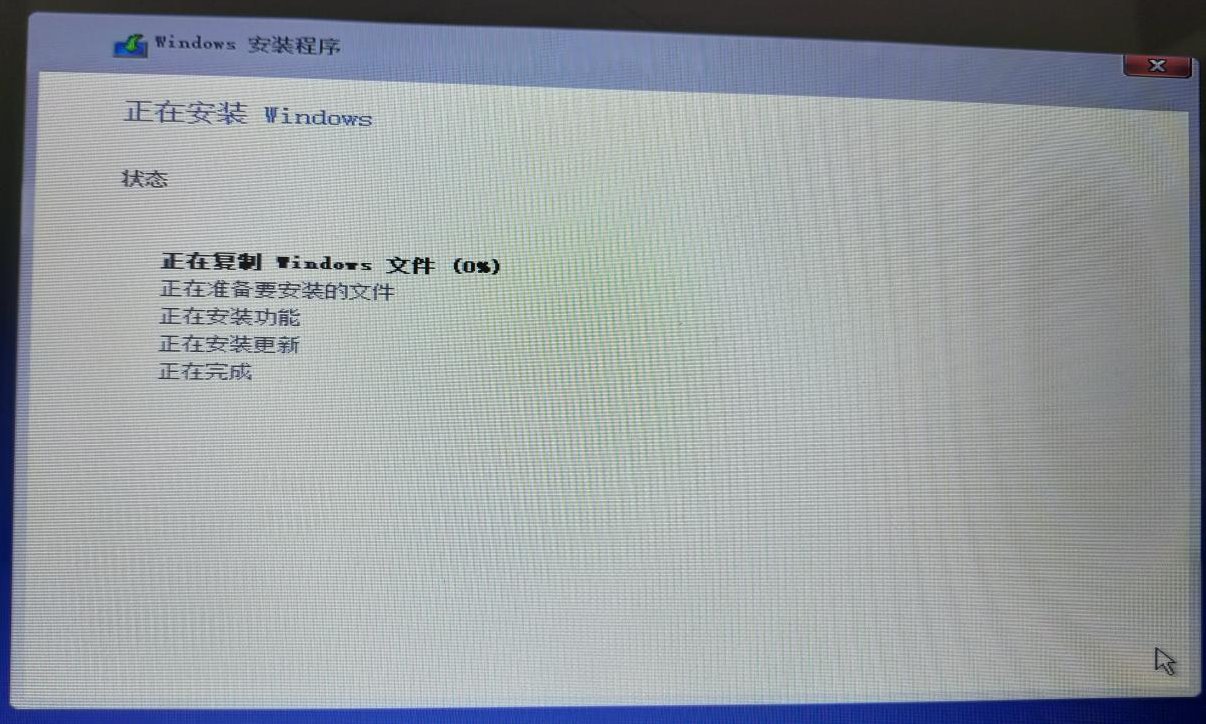 Windows 安装程序
正在安装 Windows
状态
正在复制 Windows 文件 (0%)
正在准备要安装的文件
正在安装功能
正在安装更新
正在完成